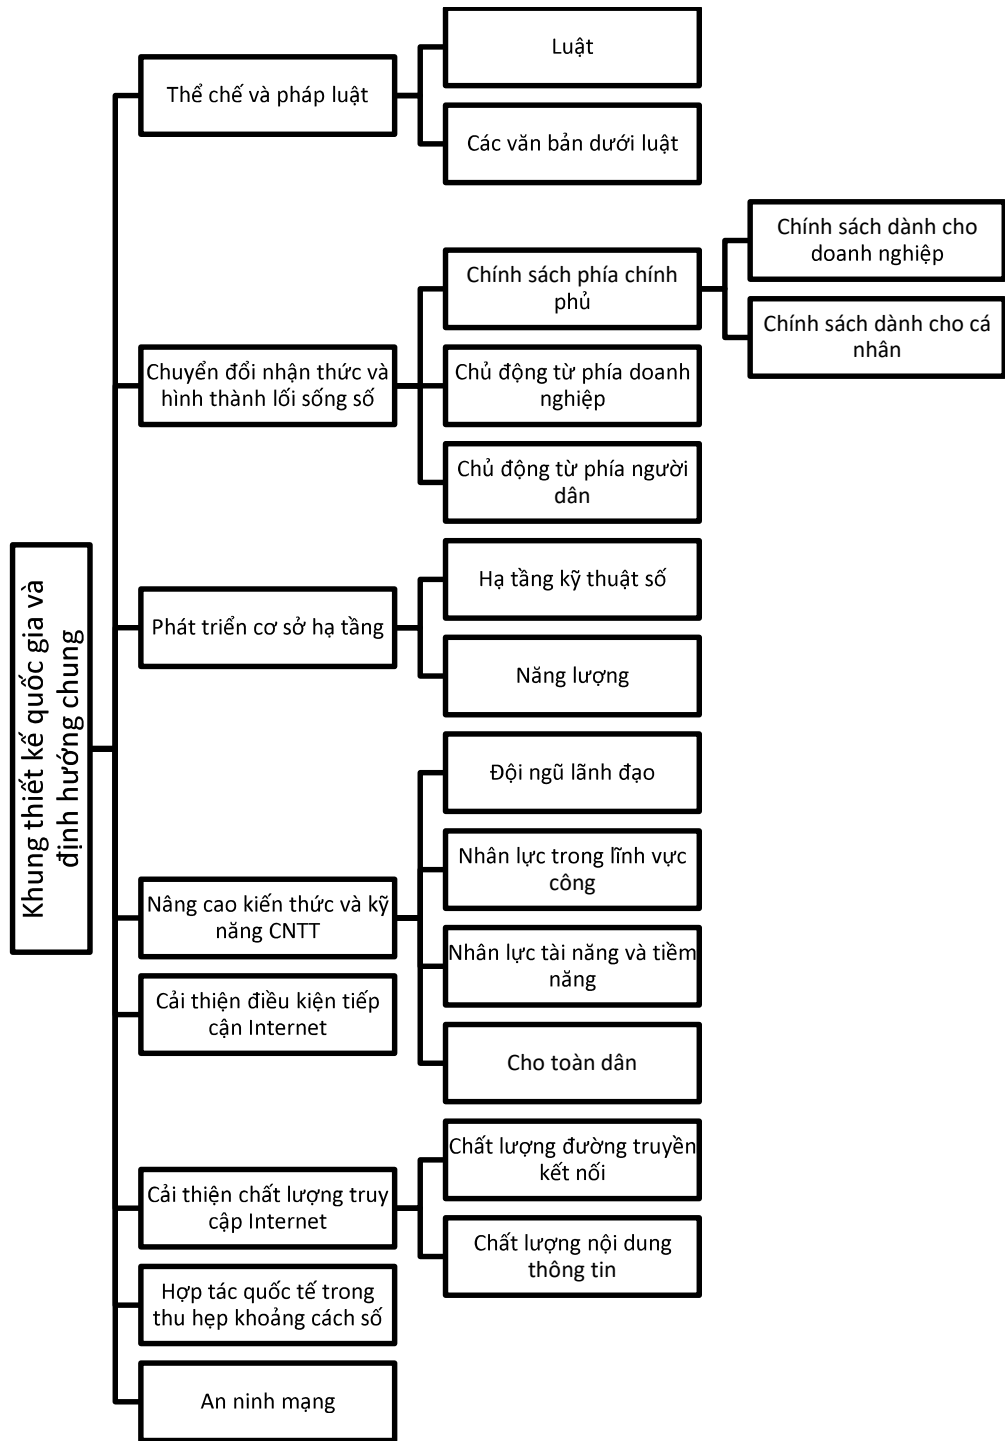 Khung thiết kế quốc gia và
định hướng chung
Thể chế và pháp luật
Luật
Các văn bản dưới luật
Chuyển đổi nhận thức và
hình thành lối sống số
Chính sách phía chính
phủ
Chính sách dành cho
doanh nghiệp
Chính sách dành cho cá
nhân
Chủ động từ phía doanh
nghiệp
Chủ động từ phía người
dân
Phát triển cơ sở hạ tầng
Hạ tầng kỹ thuật số
Năng lượng
Nâng cao kiến thức và kỹ
năng CNTT
Đội ngũ lãnh đạo
Nhân lực trong lĩnh vực
công
Nhân lực tài năng và tiềm
năng
Cho toàn dân
Cải thiện điều kiện tiếp
cận Internet
Cải thiện chất lượng truy
cập Internet
Chất lượng đường truyền
kết nối
Chất lượng nội dung
thông tin
Hợp tác quốc tế trong
thu hẹp khoảng cách số
An ninh mạng